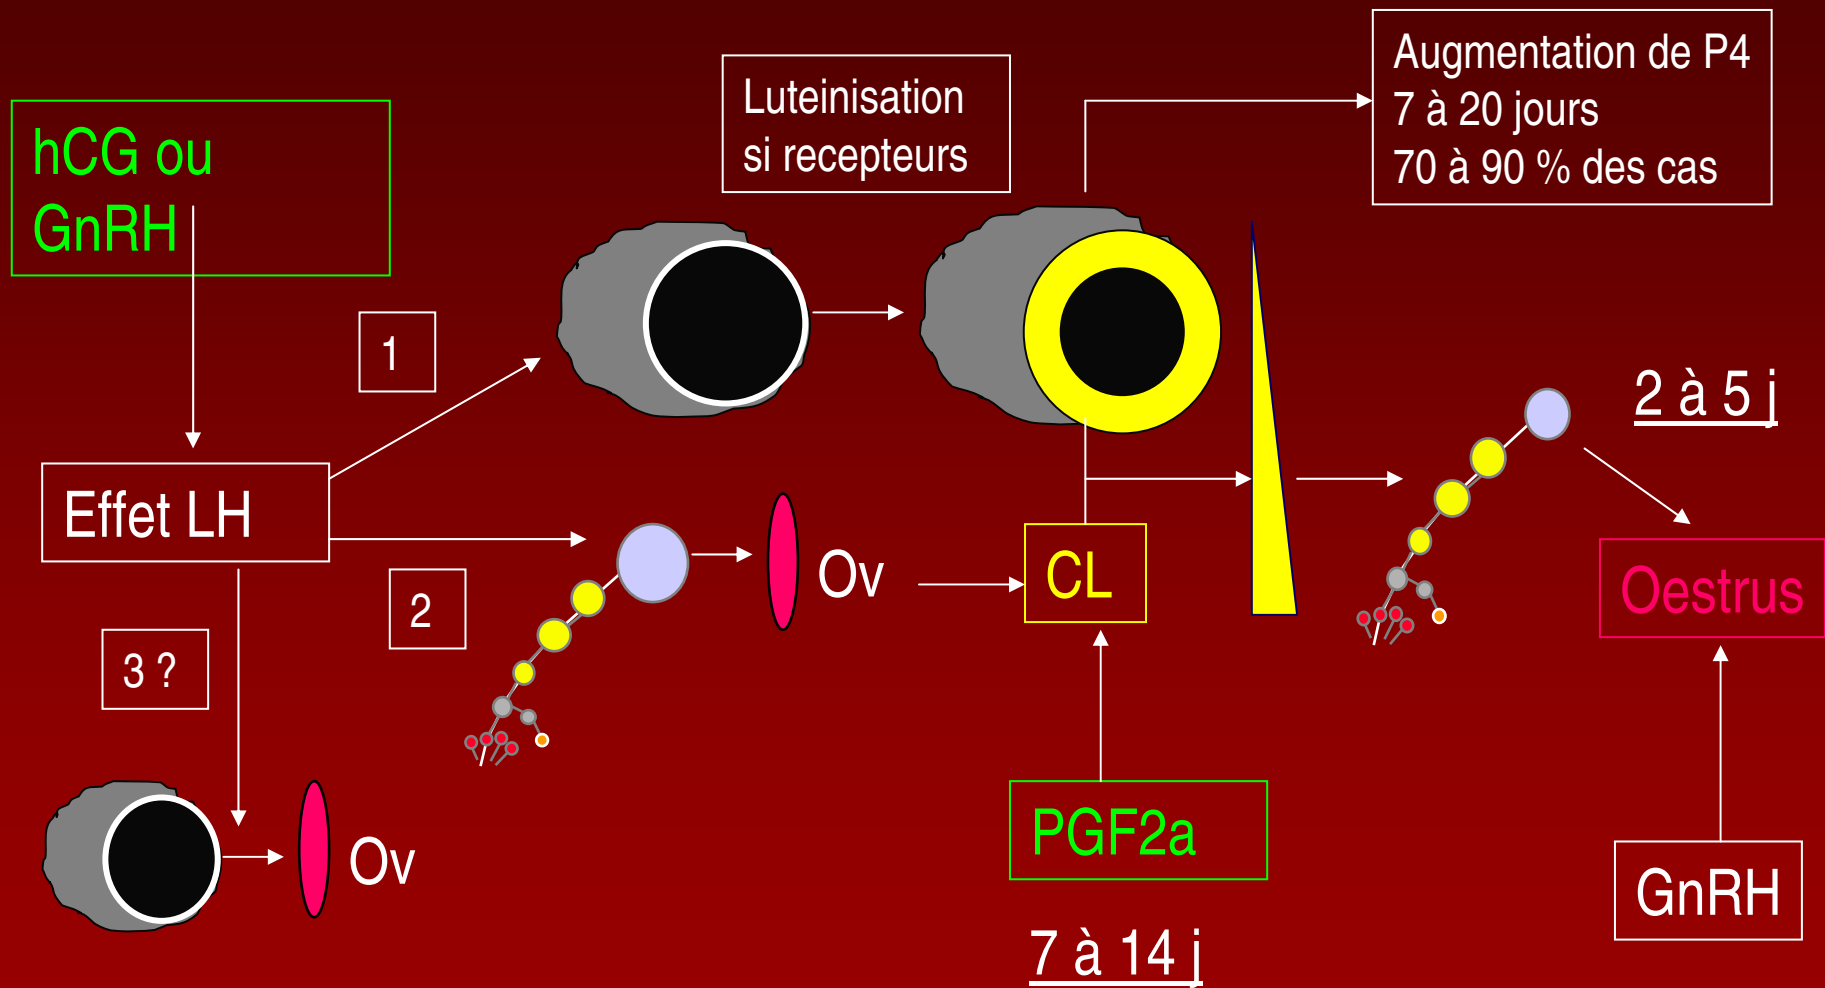 hCG ou
GnRH
Luteinisation
si recepteurs
Augmentation de P4
7 à 20 jours
70 à 90 % des cas
1
2 à 5 j
Effet LH
2
Ov
CL
Oestrus
3 ?
Ov
PGF2a
GnRH
7 à 14 j